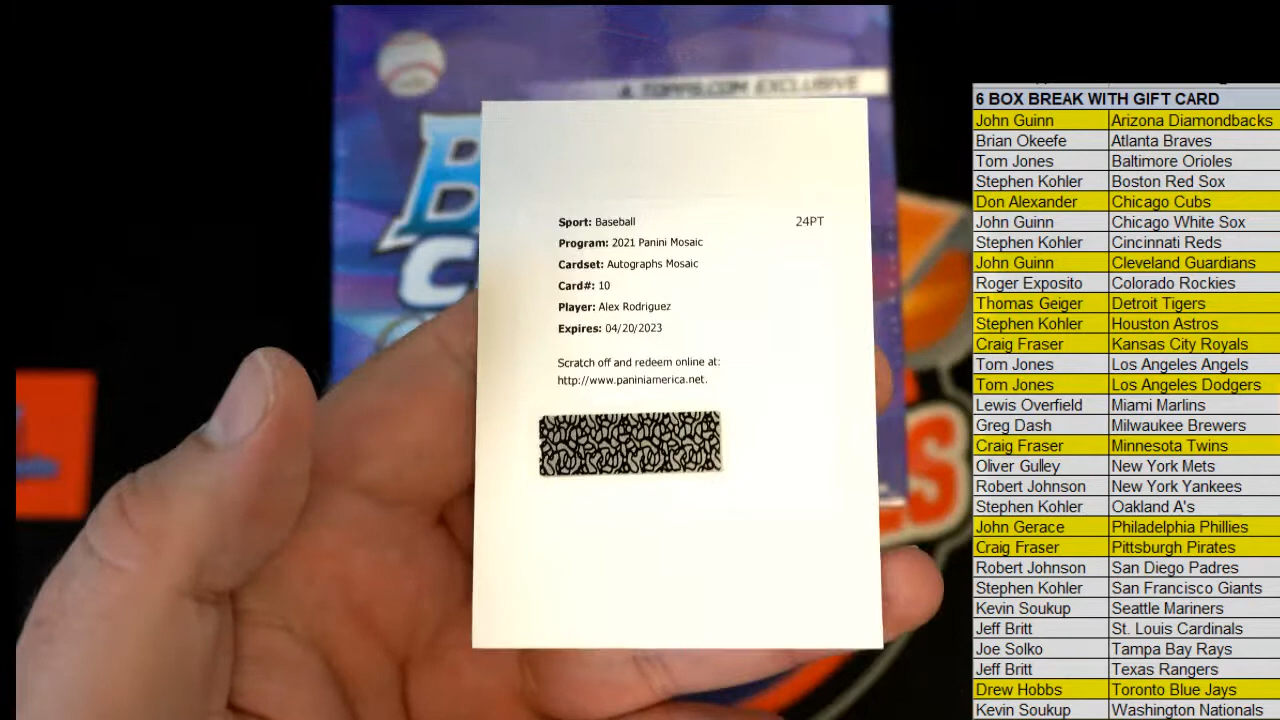 A TOPPS.COM EXCLUSIVE
B
C
Sport: Baseball
24PT
Program: 2021 Panini Mosaic
Cardset: Autographs Mosaic
Card#: 10
Player: Alex Rodriguez
Expires: 04/20/2023
Scratch off and redeem online at:
http://www.paniniamerica.net.
6 BOX BREAK WITH GIFT CARD
John Guinn Arizona Diamondbacks
Brian Okeefe Atlanta Braves
Tom Jones Baltimore Orioles
Stephen Kohler Boston Red Sox
Don Alexander Chicago Cubs
John Guinn Chicago White Sox
Stephen Kohler Cincinnati Reds
John Guinn Cleveland Guardians
Roger Exposito Colorado Rockies
Thomas Geiger Detroit Tigers
Stephen Kohler Houston Astros
Craig Fraser Kansas City Royals
Tom Jones Los Angeles Angels
Tom Jones Los Angeles Dodgers
Lewis Overfield Miami Marlins
Greg Dash Milwaukee Brewers
Craig Fraser Minnesota Twins
Oliver Gulley New York Mets
Robert Johnson New York Yankees
Stephen Kohler Oakland A's
John Gerace Philadelphia Phillies
Craig Fraser Pittsburgh Pirates
Robert Johnson San Diego Padres
Stephen Kohler San Francisco Giants
Kevin Soukup Seattle Mariners
Jeff Britt St. Louis Cardinals
Joe Solko Tampa Bay Rays
Jeff Britt Texas Rangers
Drew Hobbs Toronto Blue Jays
Kevin Soukup Washington Nationals